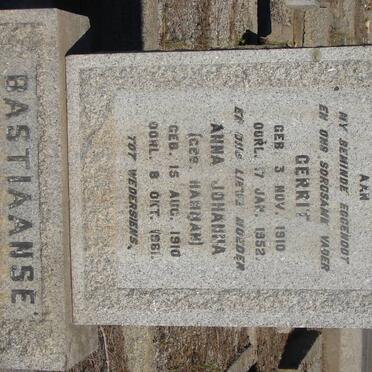 AAN
MY BEMINDE EGGENOOT
EN ONS SORGSAME VADER
GERRIT
GEB. 3 NOV. 1910
OORL. 17 JAN. 1952.
EN ONS LIEWE MOEDER
ANNA JOHANNA
(GEB. HANNAH)
GEB. 15 AUG. 1910
OORL. 8 OKT. 1961.
TOT WEDERSIENS.
BASTIAANSE.